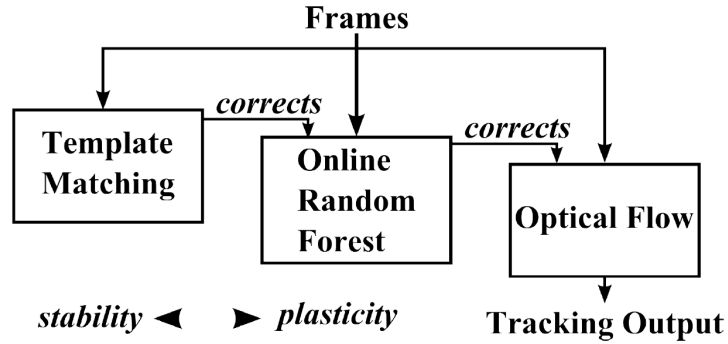 Frames
corrects
Template
Matching
corrects
Online
Random
Forest
Optical Flow
stability
plasticity
Tracking Output